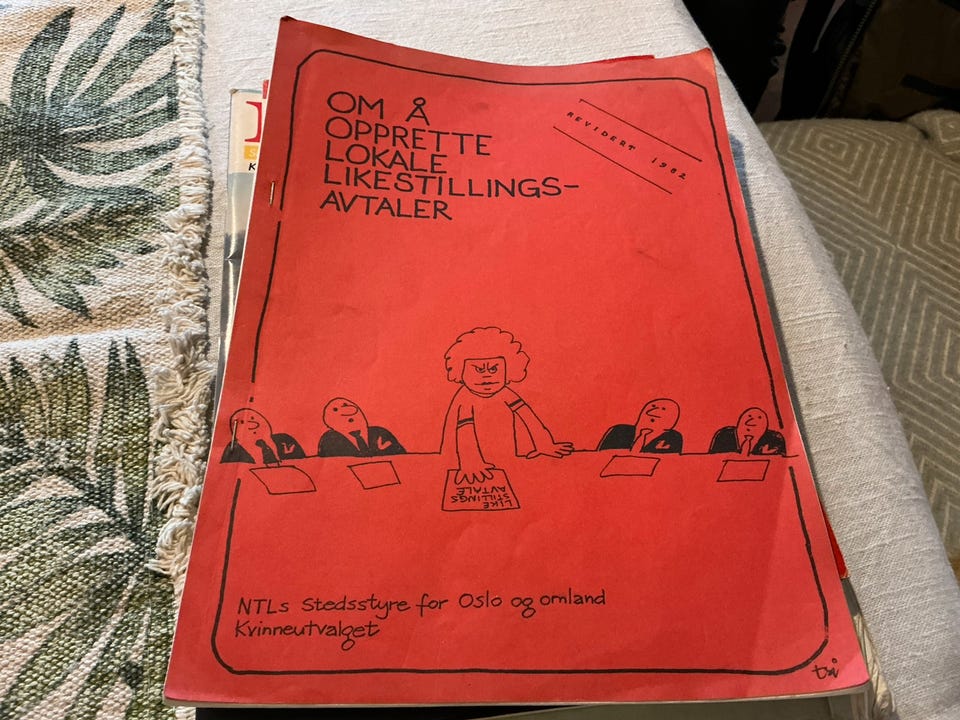 OM Å
OPPRETTE
LOKALE
LIKESTILLINGS-
AVTALER
REVIDERT 1982
LIKE
STILLINGS
AVTALE
NTLs Stedsstyre for Oslo og omland
Kvinneutvalget